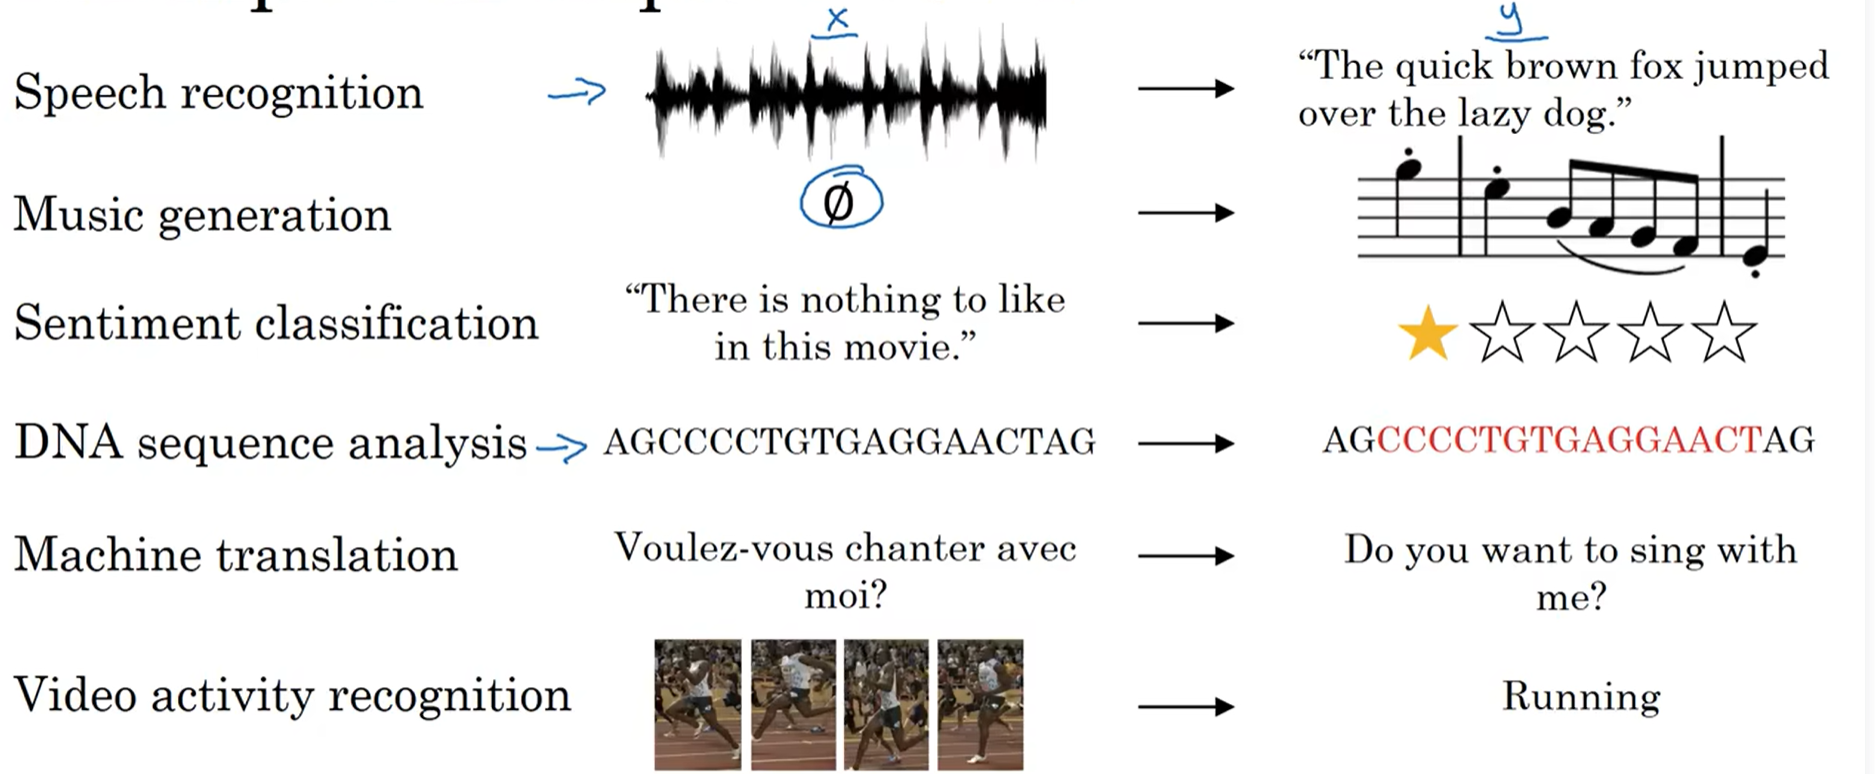 x
y
Speech recognition
“The quick brown fox jumped
over the lazy dog.”
Music generation
∅
Sentiment classification
“There is nothing to like
in this movie.”
DNA sequence analysis
AGCCCCTGTGAGGAACTAG
AGCCCCTGTGAGGAACTAG
Machine translation
Voulez-vous chanter avec
moi?
Do you want to sing with
me?
Video activity recognition
Running